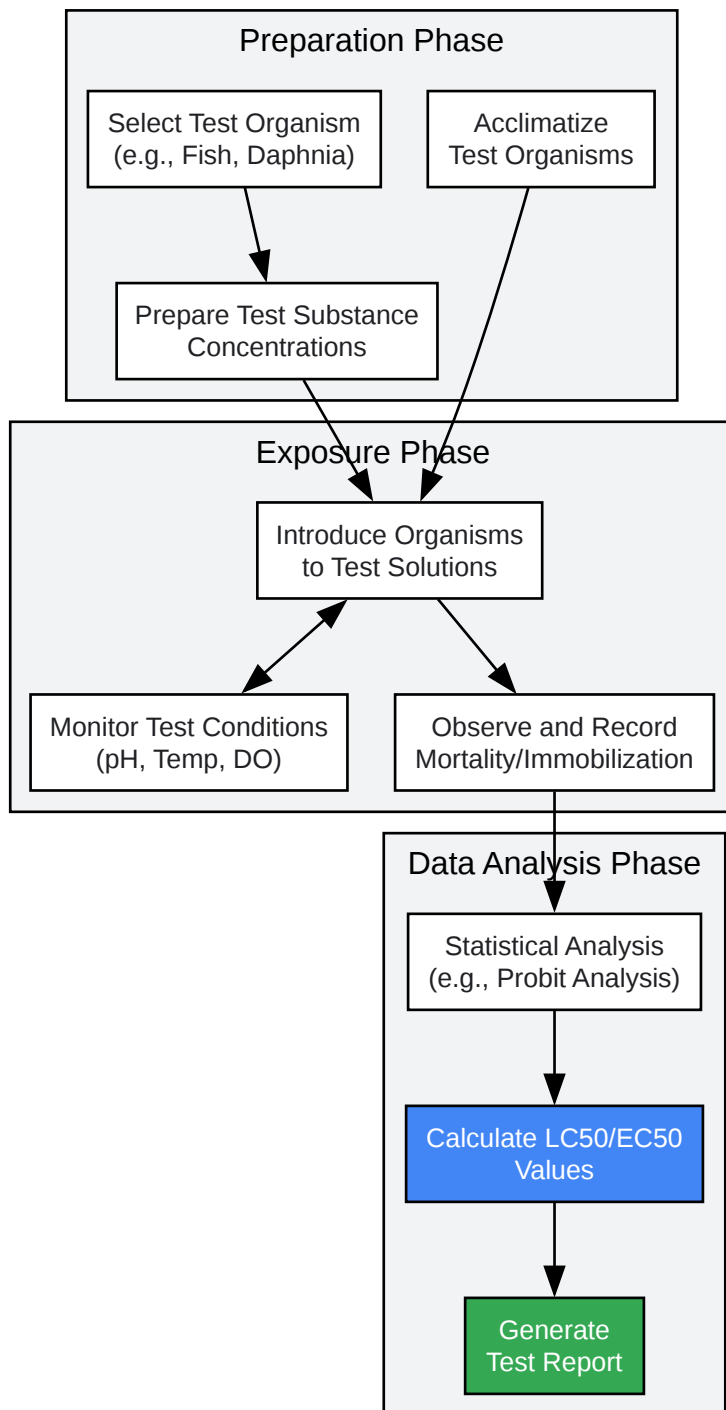 Preparation Phase
Select Test Organism
(e.g., Fish, Daphnia)
Acclimatize
Test Organisms
Prepare Test Substance
Concentrations
Exposure Phase
Introduce Organisms
to Test Solutions
Monitor Test Conditions
(pH, Temp, DO)
Observe and Record
Mortality/Immobilization
Data Analysis Phase
Statistical Analysis
(e.g., Probit Analysis)
Calculate LC50/EC50
Values
Generate
Test Report